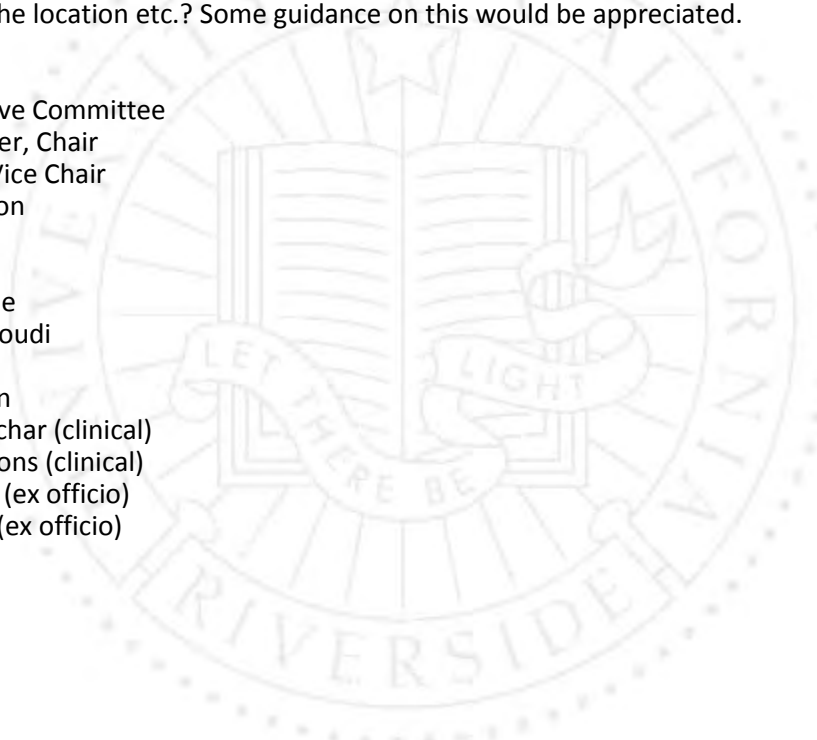 he location etc.? Some guidance on this would be appreciated.
ve Committee
er, Chair
Vice Chair
on
e
oudi
n
char (clinical)
ons (clinical)
(ex officio)
(ex officio)
LET THERE BE LIGHT
RIVERSIDE